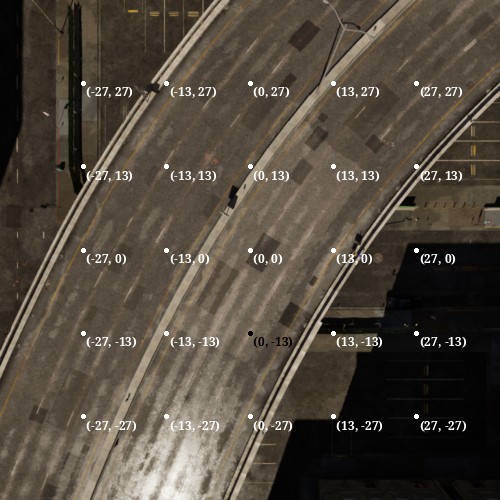 (-27, 27) (-13, 27) (0, 27) (13, 27) (27, 27)
(-27, 13) (-13, 13) (0, 13) (13, 13) (27, 13)
(-27, 0) (-13, 0) (0, 0) (13, 0) (27, 0)
(-27, -13) (-13, -13) (0, -13) (13, -13) (27, -13)
(-27, -27) (-13, -27) (0, -27) (13, -27) (27, -27)